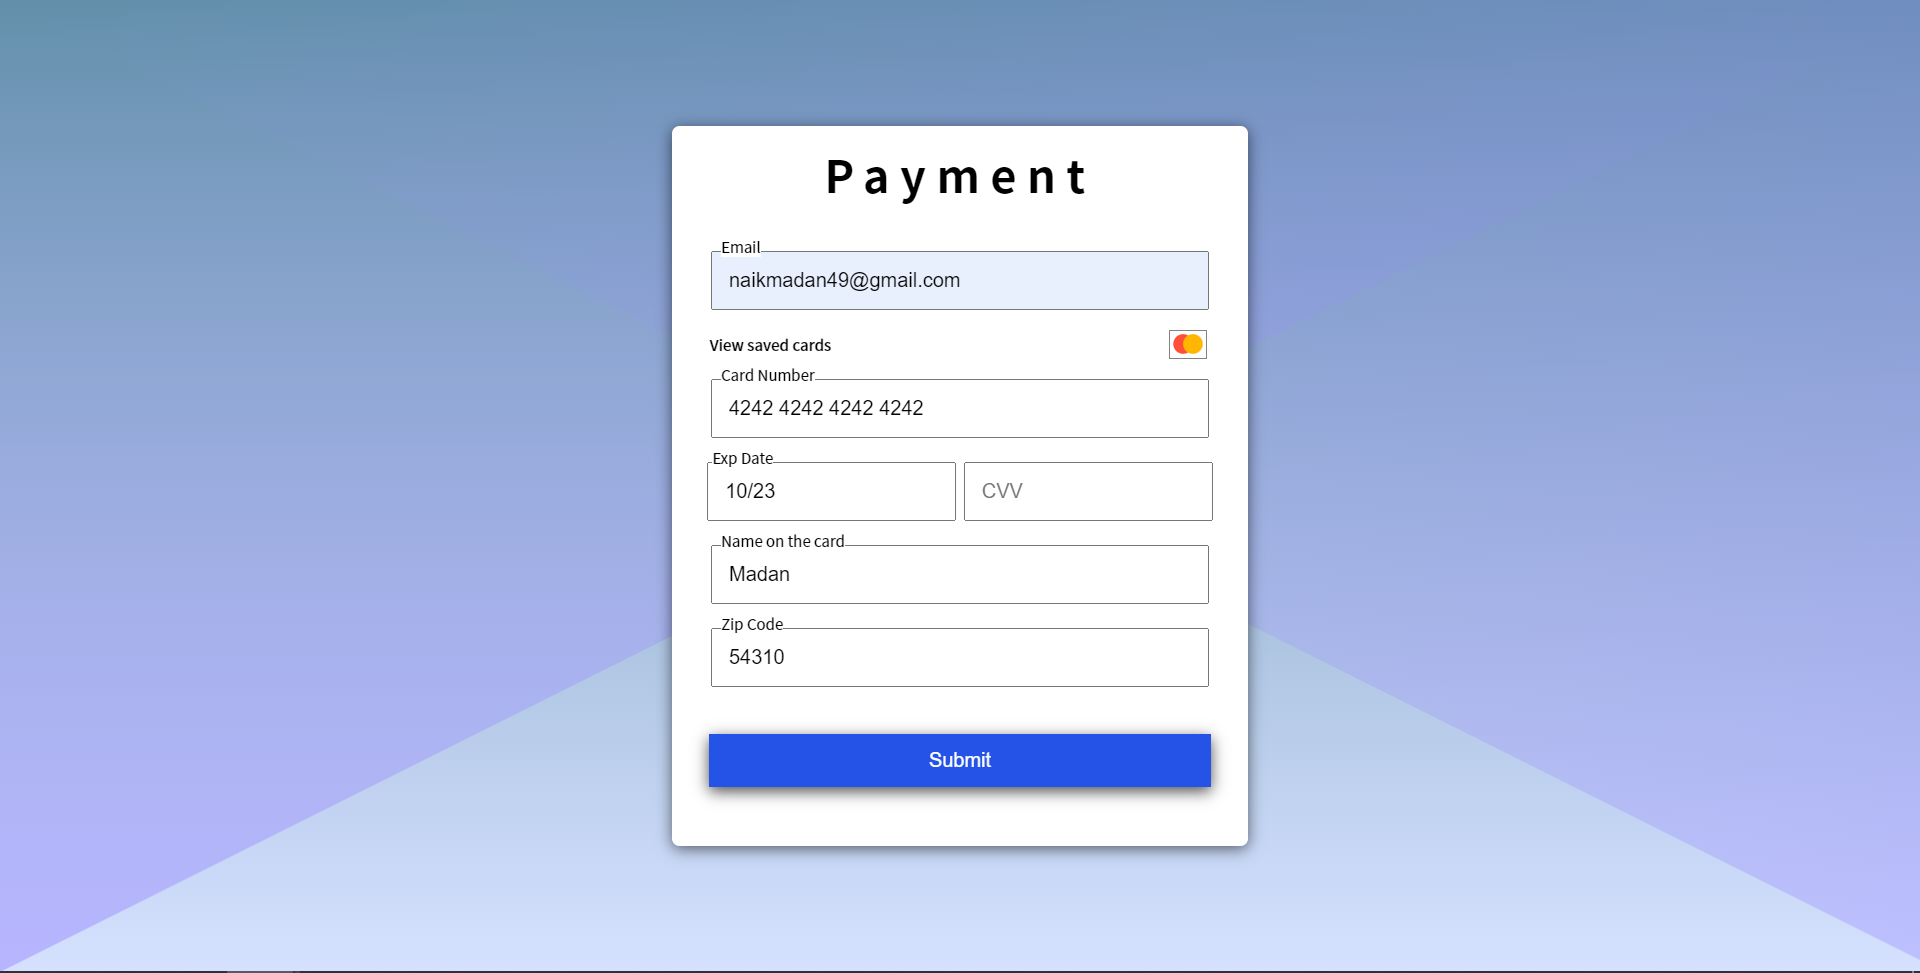 Payment
Email
naikmadan49@gmail.com
View saved cards
Card Number
4242 4242 4242 4242
Exp Date
10/23
CVV
Name on the card
Madan
Zip Code
54310
Submit